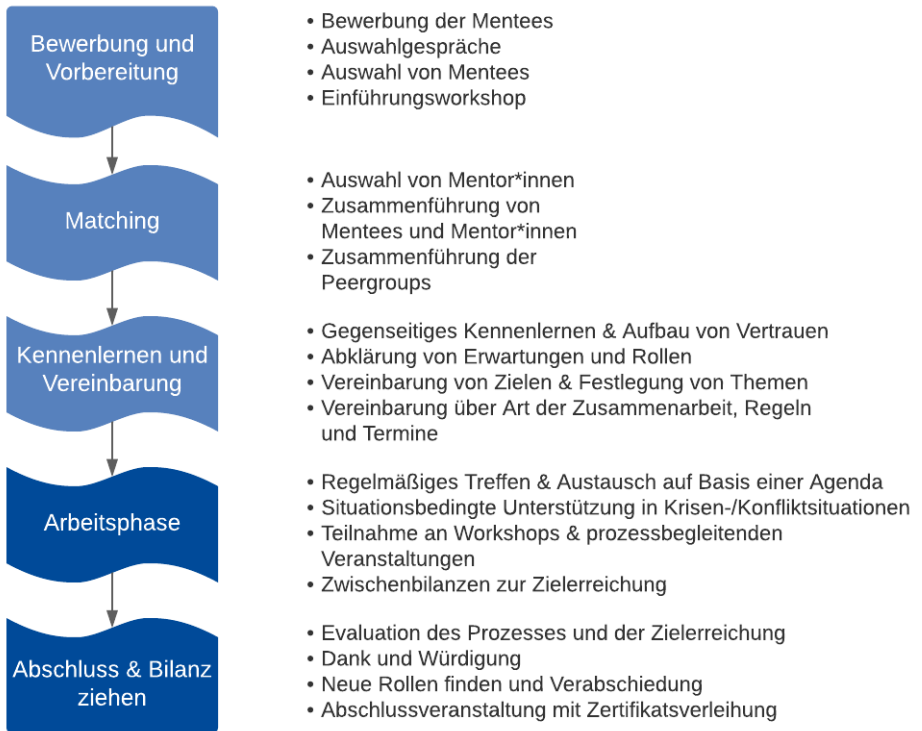 Bewerbung und
Vorbereitung
• Bewerbung der Mentees
• Auswahlgespräche
• Auswahl von Mentees
• Einführungsworkshop
Matching
• Auswahl von Mentor*innen
• Zusammenführung von
Mentees und Mentor*innen
• Zusammenführung der
Peergroups
Kennenlernen und
Vereinbarung
• Gegenseitiges Kennenlernen & Aufbau von Vertrauen
• Abklärung von Erwartungen und Rollen
• Vereinbarung von Zielen & Festlegung von Themen
• Vereinbarung über Art der Zusammenarbeit, Regeln
und Termine
Arbeitsphase
• Regelmäßiges Treffen & Austausch auf Basis einer Agenda
• Situationsbedingte Unterstützung in Krisen-/Konfliktsituationen
• Teilnahme an Workshops & prozessbegleitenden
Veranstaltungen
• Zwischenbilanzen zur Zielerreichung
Abschluss & Bilanz
ziehen
• Evaluation des Prozesses und der Zielerreichung
• Dank und Würdigung
• Neue Rollen finden und Verabschiedung
• Abschlussveranstaltung mit Zertifikatsverleihung